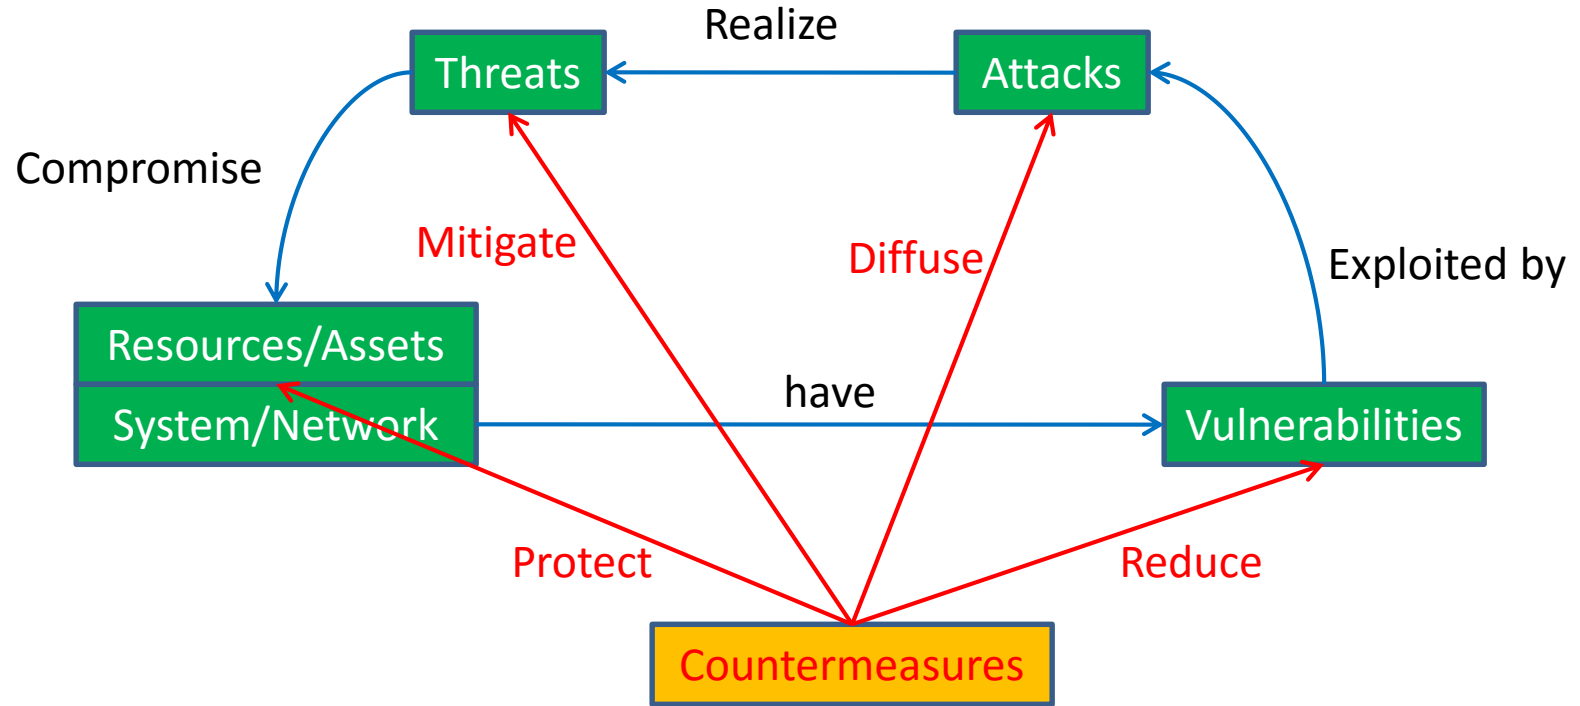 Realize
Threats
Attacks
Compromise
Mitigate
Diffuse
Exploited by
Resources/Assets
have
System/Network
Vulnerabilities
Protect
Reduce
Countermeasures